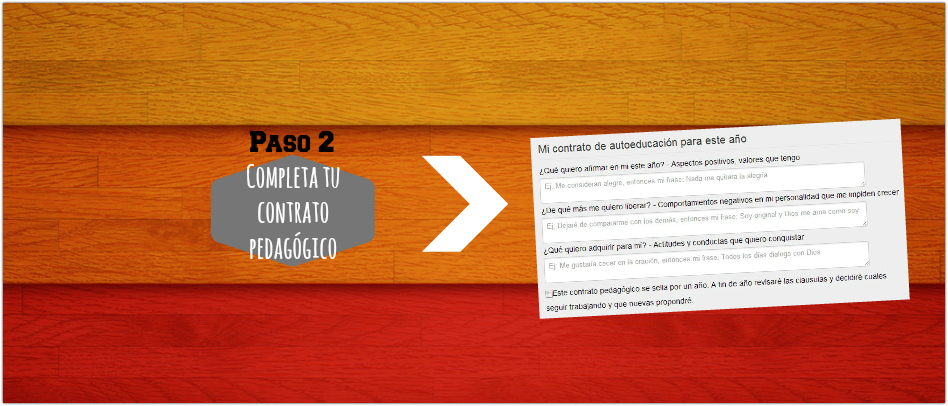 Paso 2
Completa tu
contrato
pedagógico
Mi contrato de autoeducación para este año
¿Qué quiero afirmar en mi este año? - Aspectos positivos, valores que tengo
Ej. Me consideran alegre, entonces mi frase: Nada me quitara la alegría
¿De qué más me quiero liberar? - Comportamientos negativos en mi personalidad que me impiden crecer
Ej. Dejaré de compararme con los demás, entonces mi frase: Soy original y Dios me ama como soy
¿Qué quiero adquirir para mi? - Actitudes y conductas que quiero conquistar
Ej. Me gustaría crecer en la oración, entonces mi frase: Todos los días dialogo con Dios
Este contrato pedagógico se sella por un año. A fin de año revisaré las clausulas y decidiré cuales
seguir trabajando y que nuevas propondré.